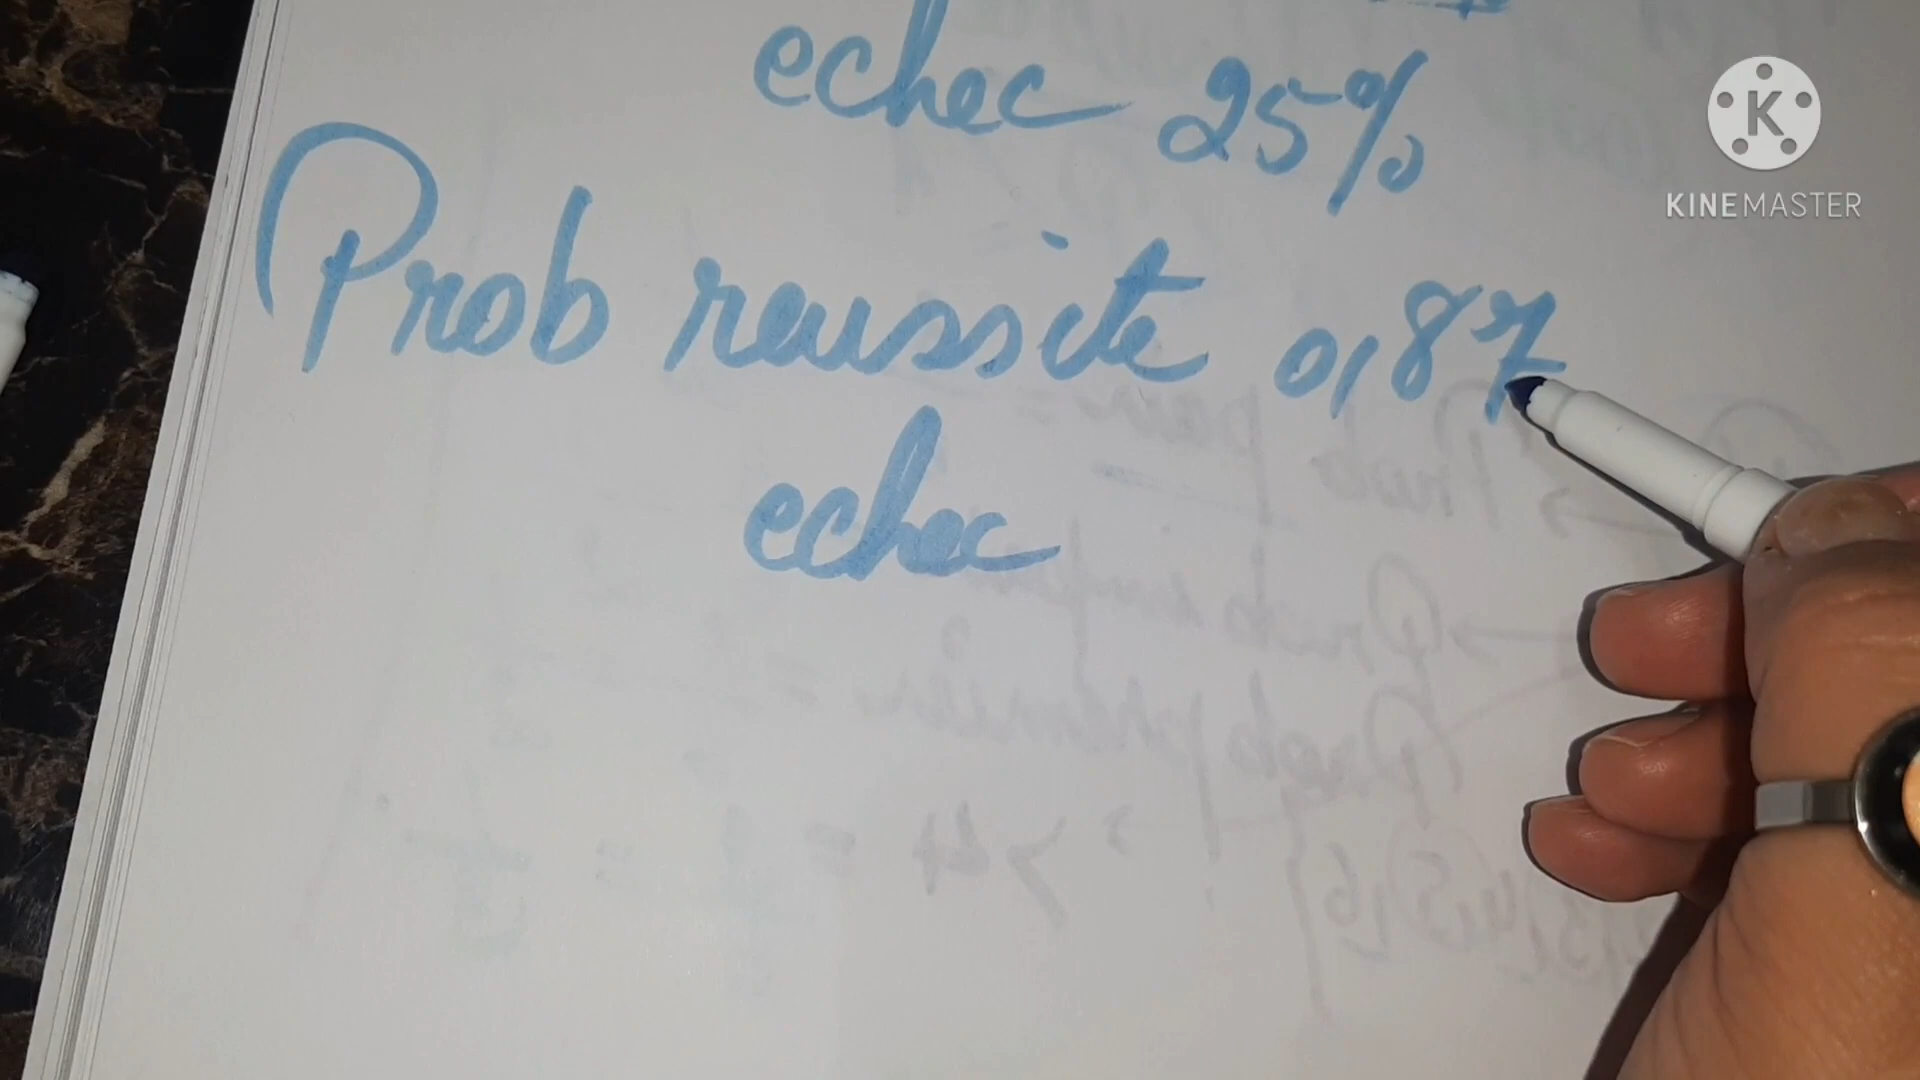 echec 25%
Prob reussite 0,87
echec
K
KINEMASTER